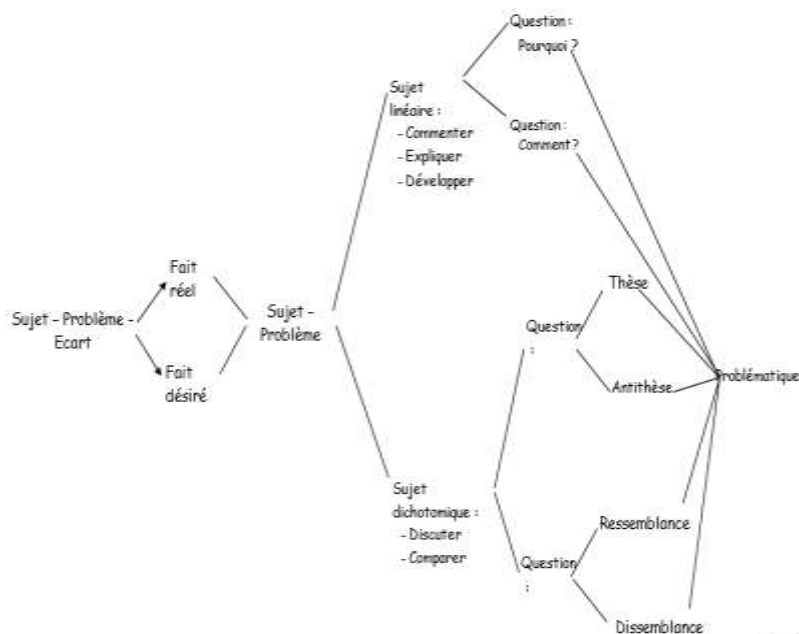 Sujet – Problème –
Ecart
Fait
réel
Fait
désiré
Sujet –
Problème
Sujet
linéaire :
- Commenter
- Expliquer
- Développer
Question :
Pourquoi ?
Question :
Comment ?
Sujet
dichotomique :
- Discuter
- Comparer
Question
:
Thèse
Antithèse
Question
:
Ressemblance
Dissemblance
Problématique